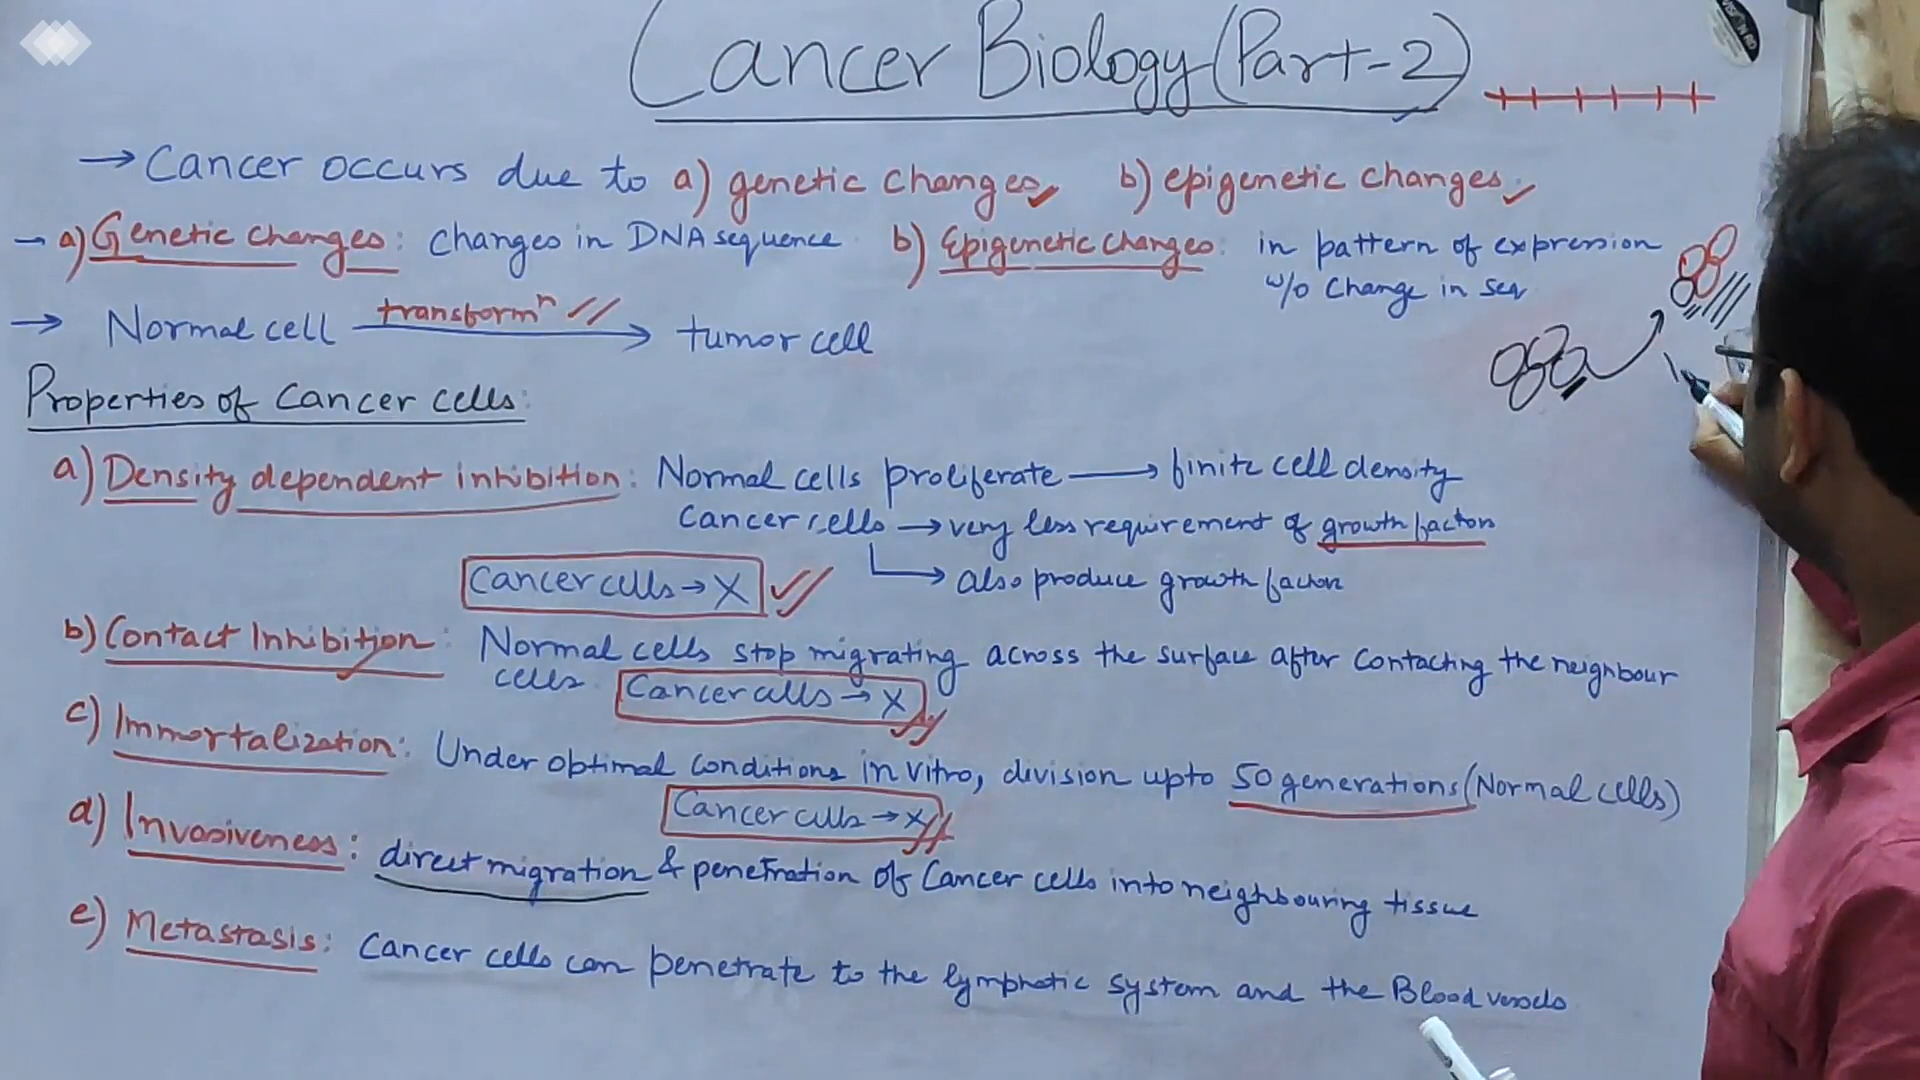 Cancer Biology (Part-2)
→ Cancer occurs due to a) genetic changes ✓ b) epigenetic changes ✓
→ a) Genetic changes: changes in DNA sequence b) Epigenetic changes: in pattern of expression
w/o change in seq
→ Normal cell transformⁿ → tumor cell
Properties of Cancer cells:
a) Density dependent inhibition: Normal cells proliferate → finite cell density
Cancer cells → very less requirement of growth factors
→ also produce growth factors
Cancer cells → X
b) Contact Inhibition: Normal cells stop migrating across the surface after contacting the neighbour
cells. Cancer cells → X
c) Immortalization: Under optimal conditions in vitro, division upto 50 generations (Normal cells)
Cancer cells → X
d) Invasiveness: direct migration & penetration of Cancer cells into neighbouring tissue
e) Metastasis: Cancer cells can penetrate to the lymphatic system and the Blood vessels